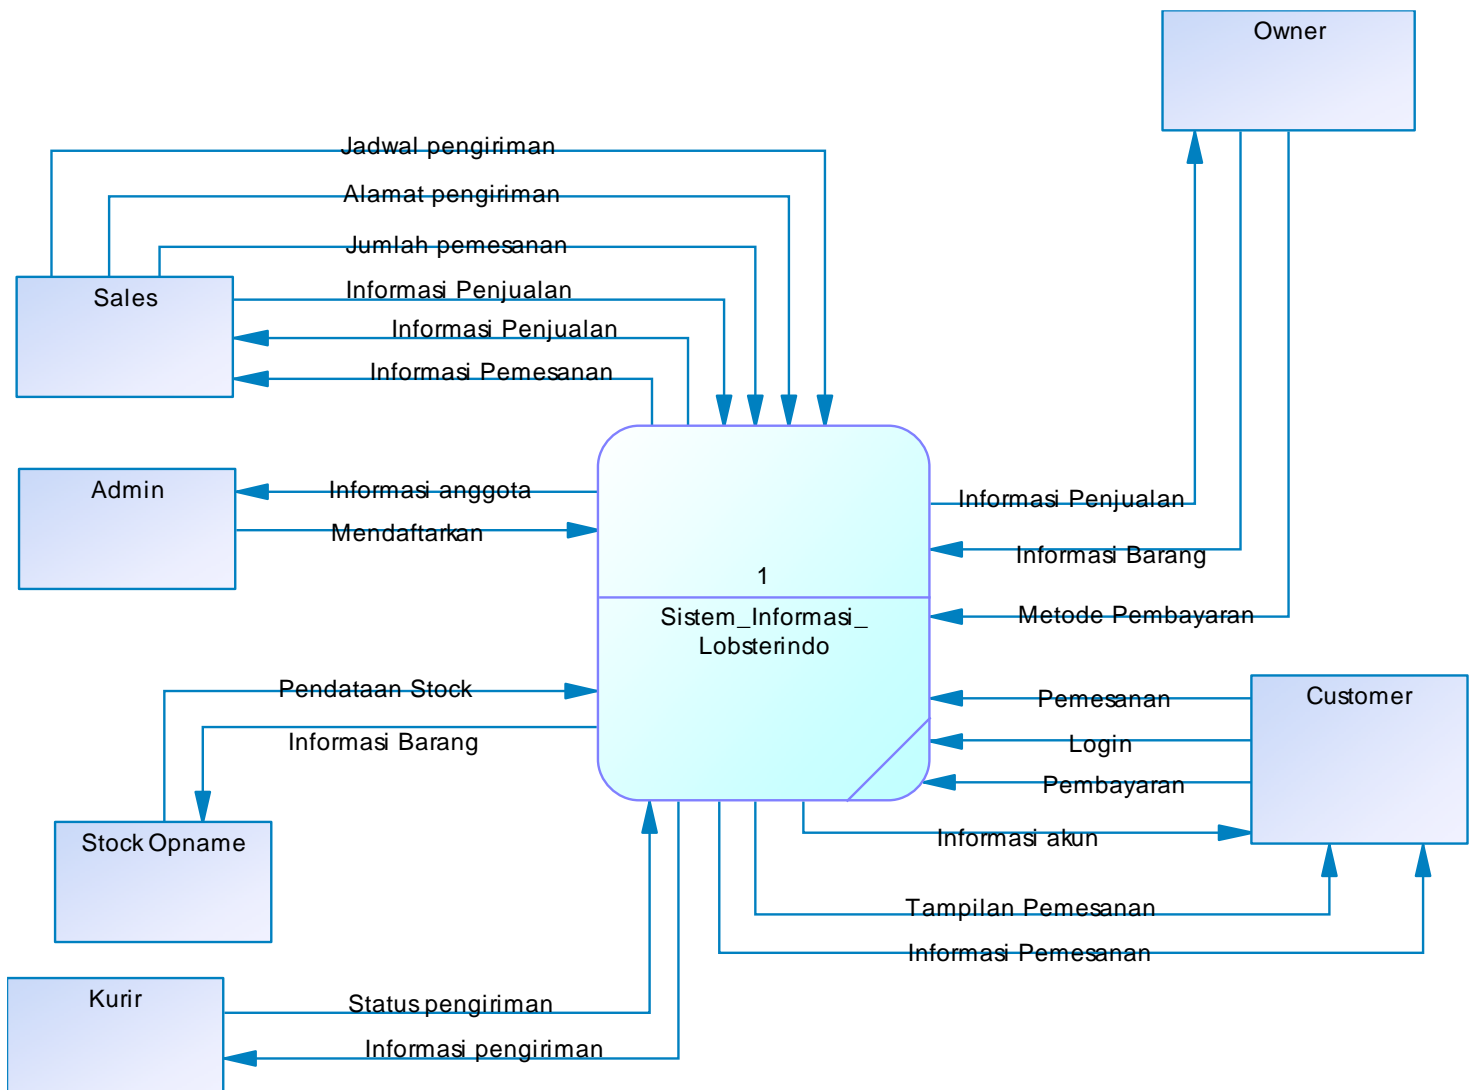 Owner
Jadwal pengiriman
Alamat pengiriman
Jumlah pemesanan
Sales
Informasi Penjualan
Informasi Penjualan
Informasi Pemesanan
Admin
Informasi anggota
Mendaftarkan
Informasi Penjualan
Informasi Barang
Metode Pembayaran
1
Sistem_Informasi_
Lobsterindo
Pendataan Stock
Informasi Barang
Pemesanan
Login
Pembayaran
Customer
Informasi akun
Stock Opname
Tampilan Pemesanan
Informasi Pemesanan
Kurir
Status pengiriman
Informasi pengiriman